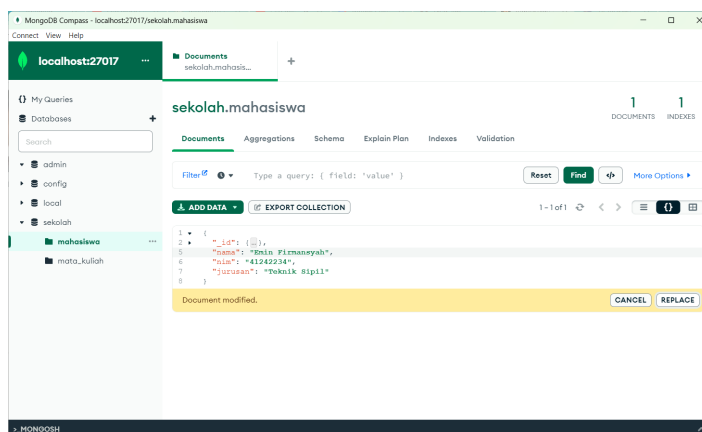 MongoDB Compass - localhost:27017/sekolah.mahasiswa
Connect View Help
localhost:27017 ...
Documents
sekolah.mahasis...
+
{} My Queries
Databases +
Search
admin
config
local
sekolah
mahasiswa ...
mata_kuliah
sekolah.mahasiswa
1
DOCUMENTS
1
INDEXES
Documents Aggregations Schema Explain Plan Indexes Validation
Filter Type a query: { field: 'value' } Reset Find </> More Options
ADD DATA EXPORT COLLECTION 1 – 1 of 1 {}
1 {
2 "_id": {…},
5 "nama": "Emin Firmansyah",
6 "nim": "41242234",
7 "jurusan": "Teknik Sipil"
8 }
Document modified. CANCEL REPLACE
>_MONGOSH